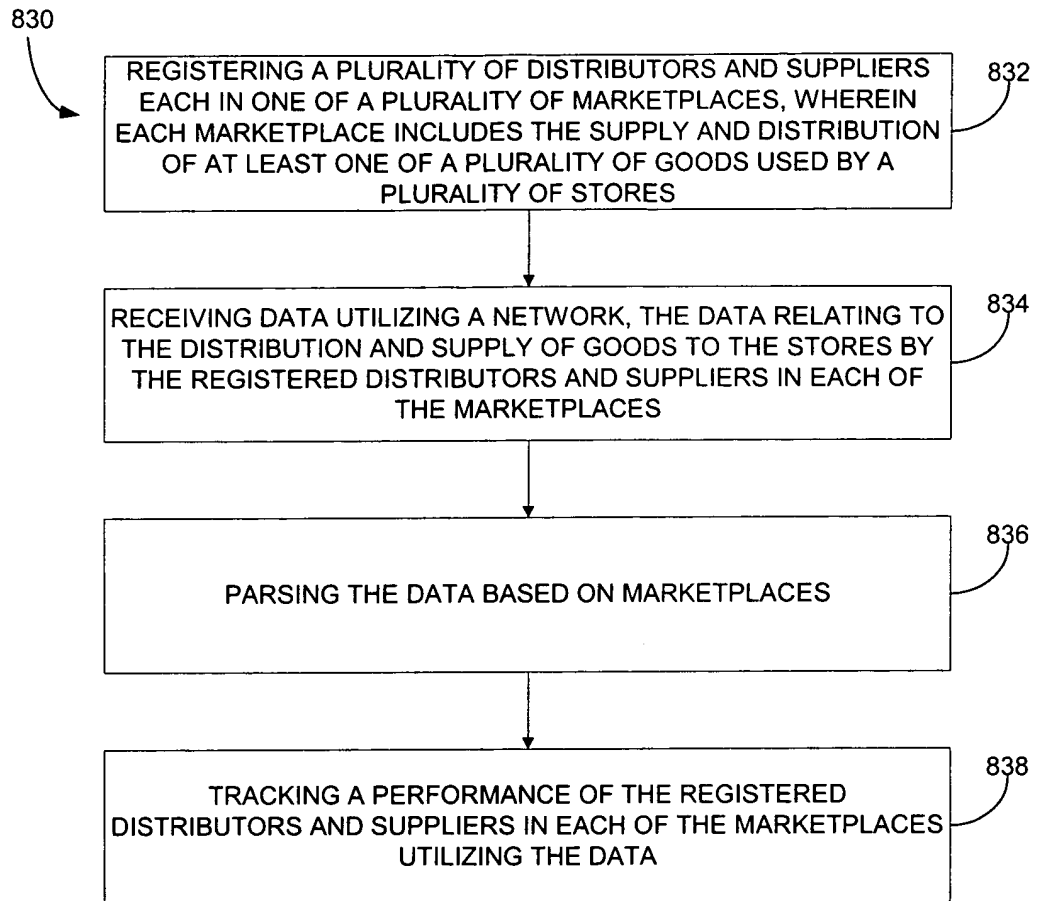 830
REGISTERING A PLURALITY OF DISTRIBUTORS AND SUPPLIERS
EACH IN ONE OF A PLURALITY OF MARKETPLACES, WHEREIN
EACH MARKETPLACE INCLUDES THE SUPPLY AND DISTRIBUTION
OF AT LEAST ONE OF A PLURALITY OF GOODS USED BY A
PLURALITY OF STORES
832
RECEIVING DATA UTILIZING A NETWORK, THE DATA RELATING TO
THE DISTRIBUTION AND SUPPLY OF GOODS TO THE STORES BY
THE REGISTERED DISTRIBUTORS AND SUPPLIERS IN EACH OF
THE MARKETPLACES
834
PARSING THE DATA BASED ON MARKETPLACES
836
TRACKING A PERFORMANCE OF THE REGISTERED
DISTRIBUTORS AND SUPPLIERS IN EACH OF THE MARKETPLACES
UTILIZING THE DATA
838